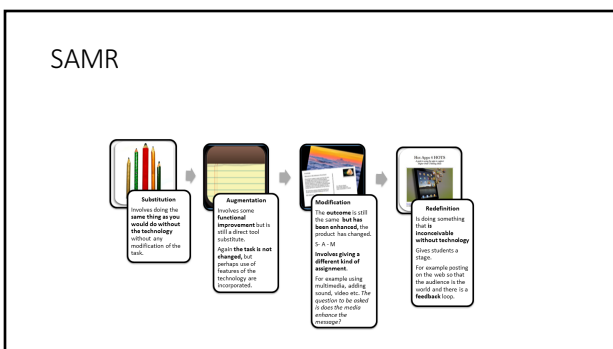 SAMR
Substitution
Involves doing the
same thing as you
would do without
the technology
without any
modification of the
task.
Augmentation
Involves some
functional
improvement but is
still a direct tool
substitute.
Again the task is not
changed, but
perhaps use of
features of the
technology are
incorporated.
Modification
The outcome is still
the same but has
been enhanced, the
product has changed.
S- A - M
Involves giving a
different kind of
assignment.
For example using
multimedia, adding
sound, video etc. The
question to be asked
is does the media
enhance the
message?
Hot Apps 4 HOTS
Redefinition
Is doing something
that is
inconceivable
without technology
Gives students a
stage.
For example posting
on the web so that
the audience is the
world and there is a
feedback loop.